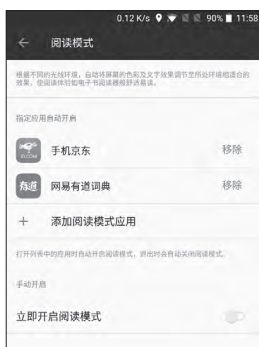 0.12 K/s 90% 11:58
← 阅读模式
根据不同的光线环境，自动将屏幕的色彩及文字效果调节至所处环境相适合的
效果，使阅读体验如电子书阅读器般舒适易读。
指定应用自动开启
手机京东 移除
有道 网易有道词典 移除
+ 添加阅读模式应用
打开列表中的应用时自动开启阅读模式，退出时会自动关闭阅读模式。
手动开启
立即开启阅读模式